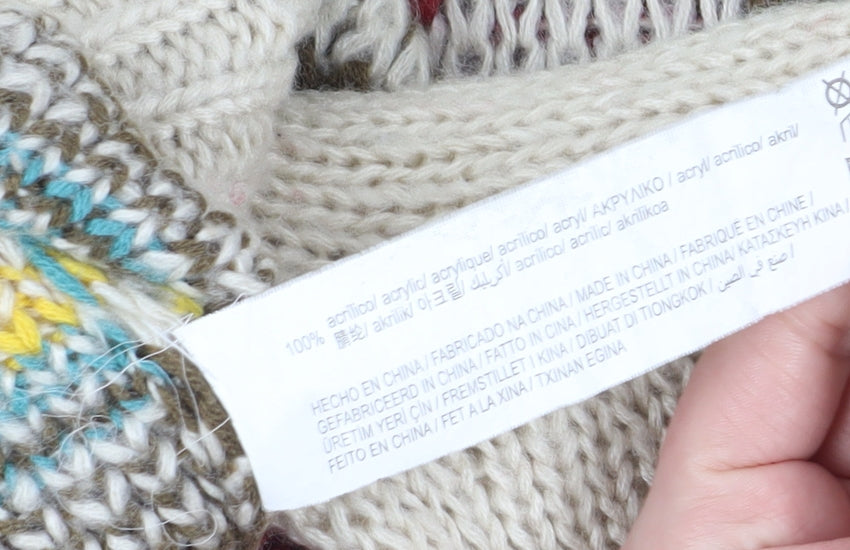 100% acrílico/ acrylic/ acrylique/ acrilico/ acryl/ ΑΚΡΥΛΙΚΟ / acryl/ acrílico/ akril/
腈纶/ akrilik/ 아크릴/ أكريليك/ acrílico/ acrílic/ akrilikoa
HECHO EN CHINA / FABRICADO NA CHINA / MADE IN CHINA / FABRIQUÉ EN CHINE /
GEFABRICEERD IN CHINA / FATTO IN CINA / HERGESTELLT IN CHINA/ ΚΑΤΑΣΚΕΥΗ ΚΙΝΑ /
ÜRETİM YERİ ÇİN / FREMSTILLET I KINA / DIBUAT DI TIONGKOK / صنع في الصين /
FEITO EN CHINA / FET A LA XINA / TXINAN EGINA